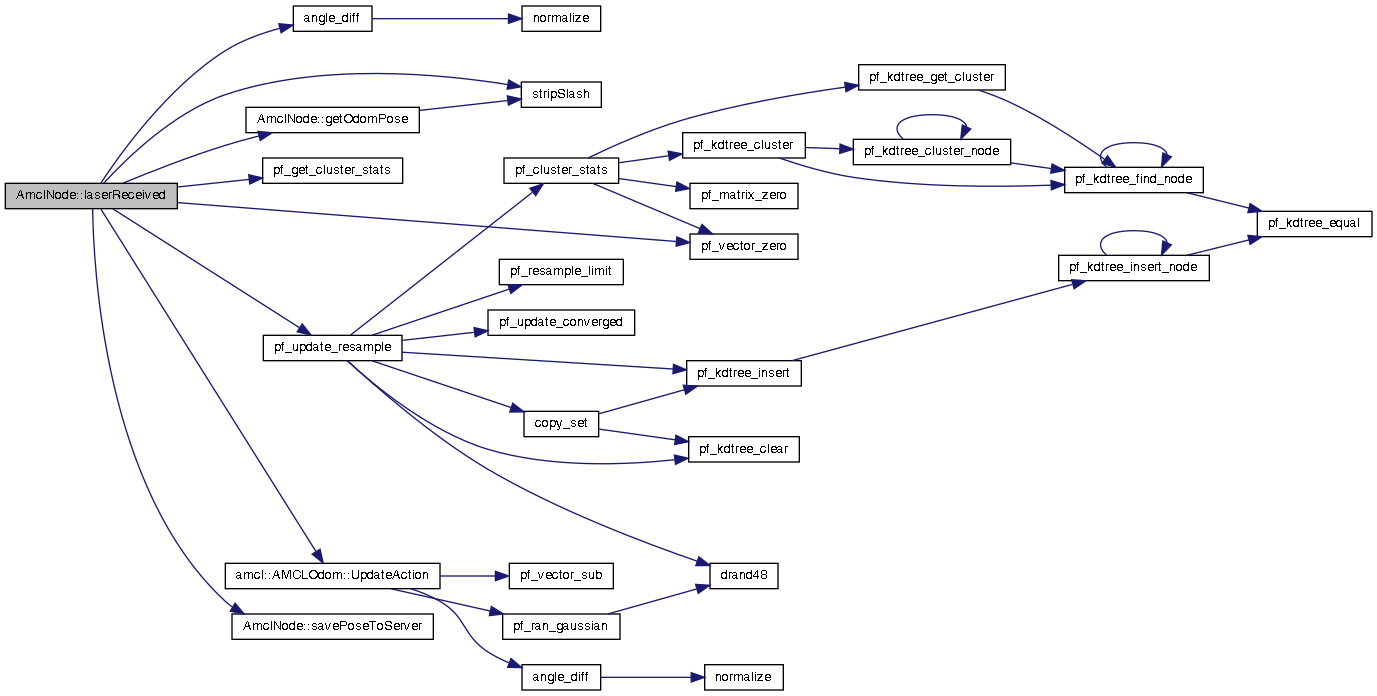 angle_diff
normalize
pf_kdtree_get_cluster
stripSlash
AmclNode::getOdomPose
pf_kdtree_cluster
pf_kdtree_cluster_node
pf_get_cluster_stats
pf_cluster_stats
pf_kdtree_find_node
AmclNode::laserReceived
pf_matrix_zero
pf_kdtree_equal
pf_vector_zero
pf_resample_limit
pf_kdtree_insert_node
pf_update_converged
pf_update_resample
pf_kdtree_insert
copy_set
pf_kdtree_clear
amcl::AMCLOdom::UpdateAction
pf_vector_sub
drand48
AmclNode::savePoseToServer
pf_ran_gaussian
angle_diff
normalize